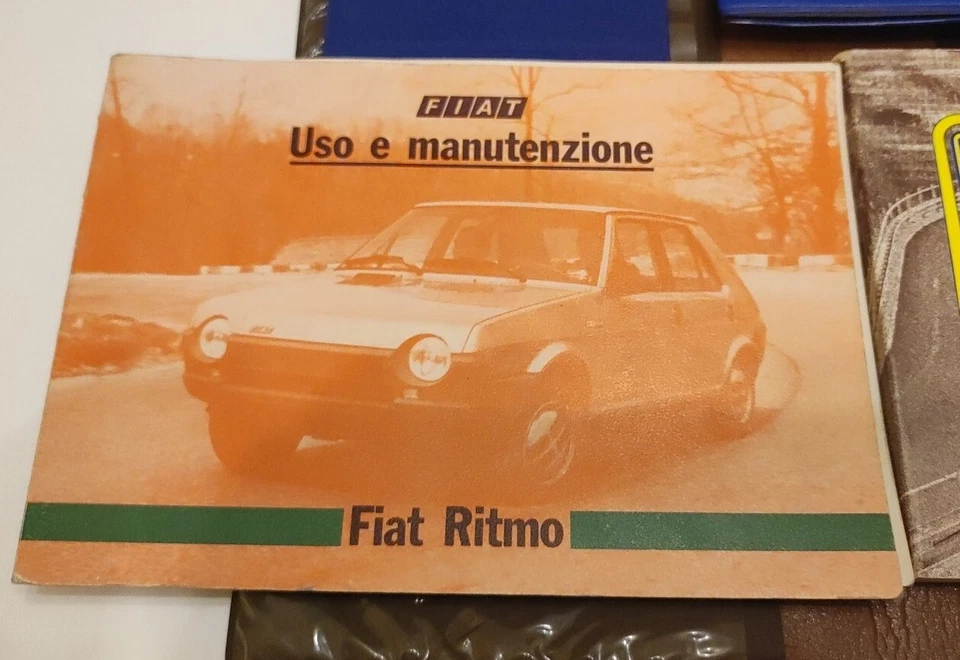 FIAT
Uso e manutenzione
Fiat Ritmo